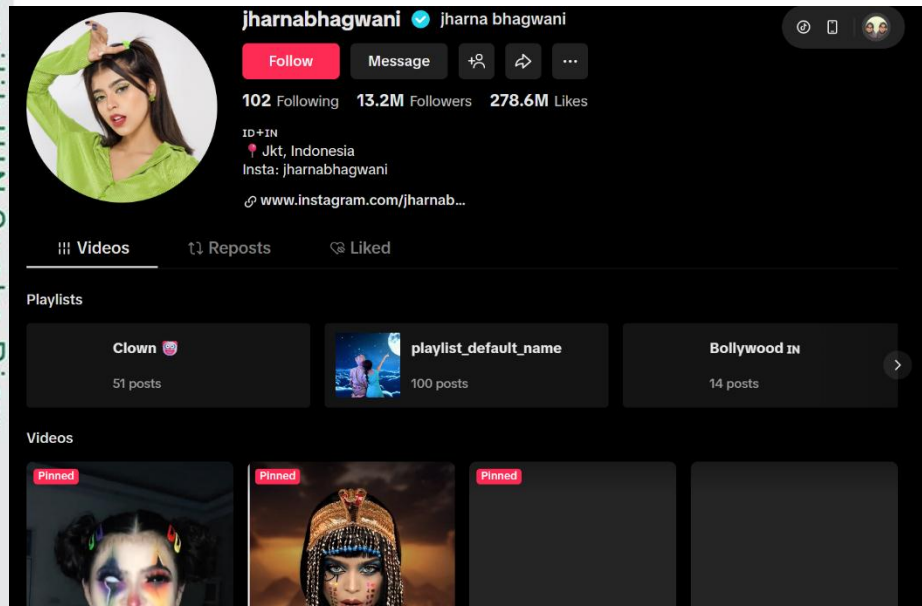 jharnabhagwani jharna bhagwani
Follow Message
102 Following 13.2M Followers 278.6M Likes
ID+IN
📍 Jkt, Indonesia
Insta: jharnabhagwani
www.instagram.com/jharnab...
Videos Reposts Liked
Playlists
Clown 🤡 playlist_default_name Bollywood IN
51 posts 100 posts 14 posts
Videos
Pinned Pinned Pinned